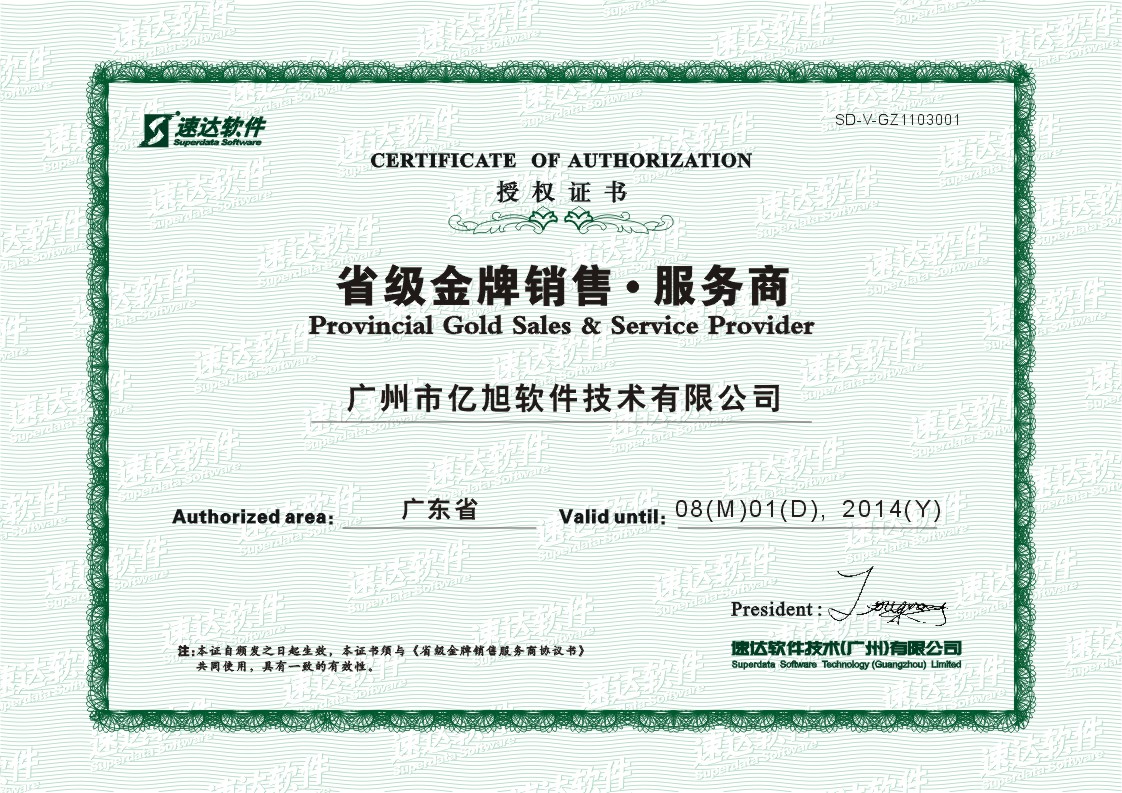 速达软件
Superdata Software
SD-V-GZ1103001
CERTIFICATE OF AUTHORIZATION
授权证书
省级金牌销售·服务商
Provincial Gold Sales & Service Provider
广州市亿旭软件技术有限公司
Authorized area: 广东省
Valid until: 08(M)01(D), 2014(Y)
President:
速达软件技术(广州)有限公司
Superdata Software Technology (Guangzhou) Limited
注:本证自颁发之日起生效,本证书须与《省级金牌销售服务商协议书》
共同使用,具有一致的有效性。